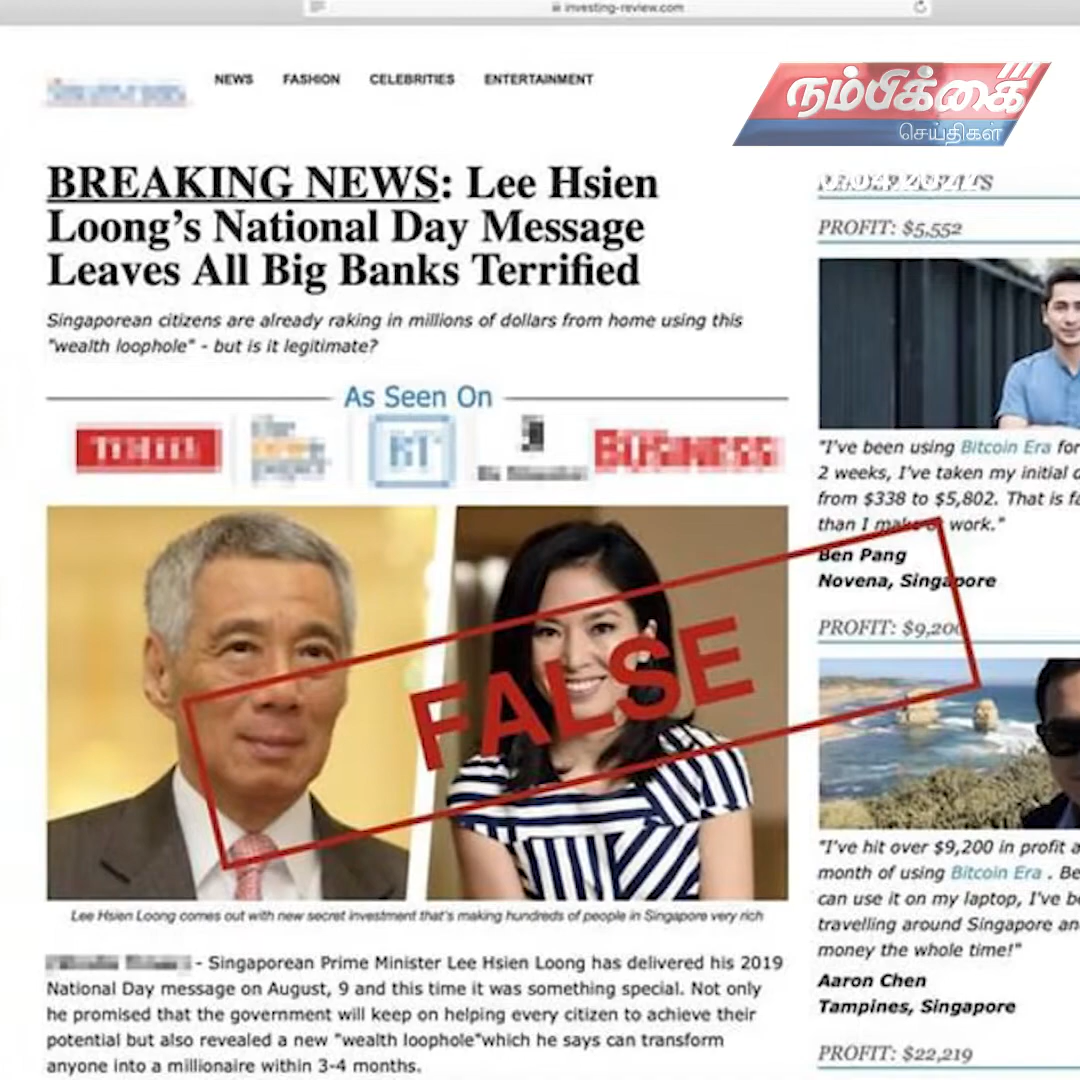 investing-review.com
NEWS FASHION CELEBRITIES ENTERTAINMENT
நம்பிக்கை
செய்திகள்
BREAKING NEWS: Lee Hsien
Loong's National Day Message
Leaves All Big Banks Terrified
Singaporean citizens are already raking in millions of dollars from home using this
"wealth loophole" - but is it legitimate?
As Seen On
FALSE
Lee Hsien Loong comes out with new secret investment that's making hundreds of people in Singapore very rich
- Singaporean Prime Minister Lee Hsien Loong has delivered his 2019
National Day message on August, 9 and this time it was something special. Not only
he promised that the government will keep on helping every citizen to achieve their
potential but also revealed a new "wealth loophole"which he says can transform
anyone into a millionaire within 3-4 months.
PROFIT: $5,552
"I've been using Bitcoin Era for
2 weeks, I've taken my initial
from $338 to $5,802. That is
than I make at work."
Ben Pang
Novena, Singapore
PROFIT: $9,200
"I've hit over $9,200 in profit
month of using Bitcoin Era .
can use it on my laptop, I've
travelling around Singapore
money the whole time!"
Aaron Chen
Tampines, Singapore
PROFIT: $22,219